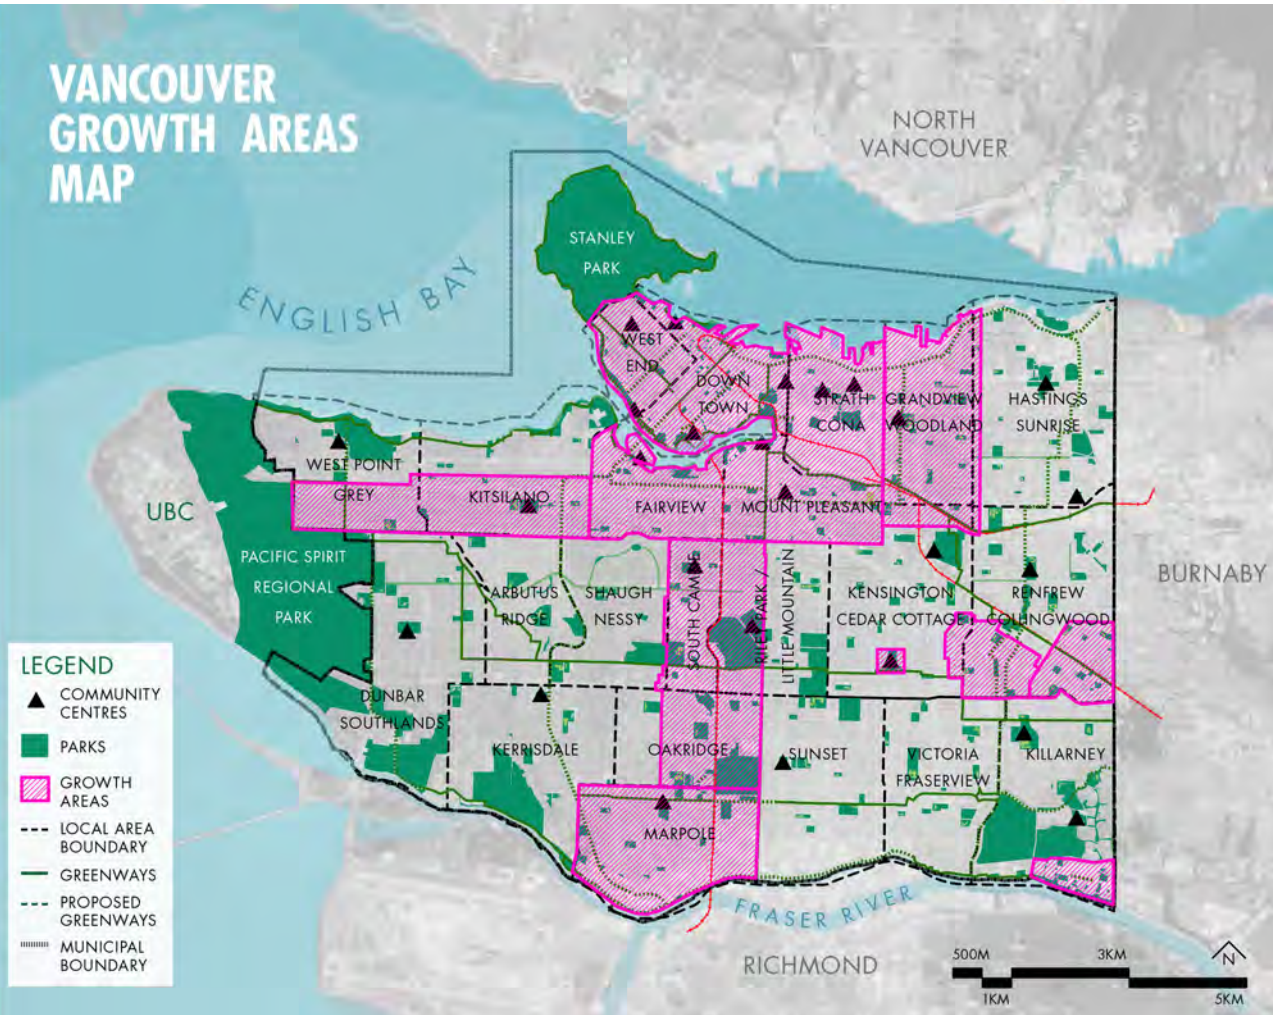 VANCOUVER
GROWTH AREAS
MAP
NORTH
VANCOUVER
STANLEY
PARK
ENGLISH BAY
WEST
END
DOWN
TOWN
STRATH
CONA
GRANDVIEW
WOODLAND
HASTINGS
SUNRISE
WEST POINT
GREY
KITSILANO
FAIRVIEW
MOUNT PLEASANT
UBC
PACIFIC SPIRIT
REGIONAL
PARK
ARBUTUS
RIDGE
SHAUGH
NESSY
SOUTH CAMBIE
RILEY PARK /
LITTLE MOUNTAIN
KENSINGTON
CEDAR COTTAGE
RENFREW
COLLINGWOOD
BURNABY
DUNBAR
SOUTHLANDS
KERRISDALE
OAKRIDGE
SUNSET
VICTORIA
FRASERVIEW
KILLARNEY
MARPOLE
FRASER RIVER
RICHMOND
LEGEND
COMMUNITY
CENTRES
PARKS
GROWTH
AREAS
LOCAL AREA
BOUNDARY
GREENWAYS
PROPOSED
GREENWAYS
MUNICIPAL
BOUNDARY
500M
3KM
N
1KM
5KM